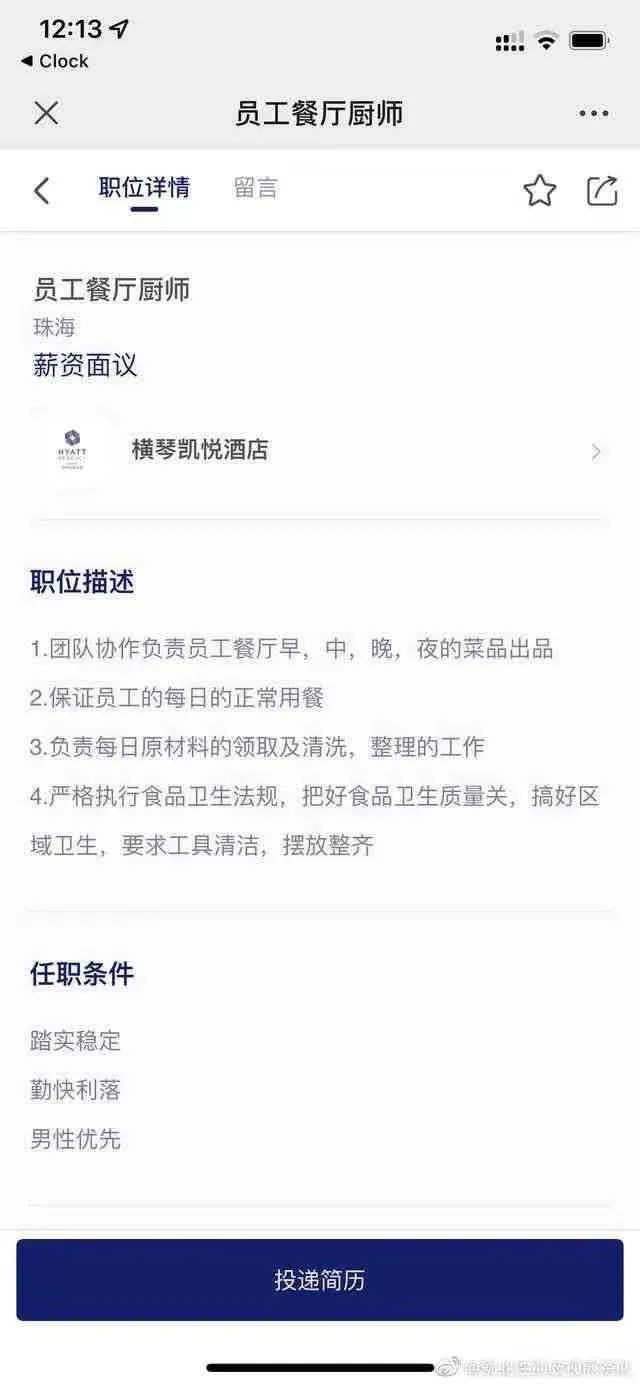 12:13
Clock
员工餐厅厨师
职位详情
留言
员工餐厅厨师
珠海
薪资面议
HYATT
横琴凯悦酒店
职位描述
1.团队协作负责员工餐厅早，中，晚，夜的菜品出品
2.保证员工的每日的正常用餐
3.负责每日原材料的领取及清洗，整理的工作
4.严格执行食品卫生法规，把好食品卫生质量关，搞好区
域卫生，要求工具清洁，摆放整齐
任职条件
踏实稳定
勤快利落
男性优先
投递简历